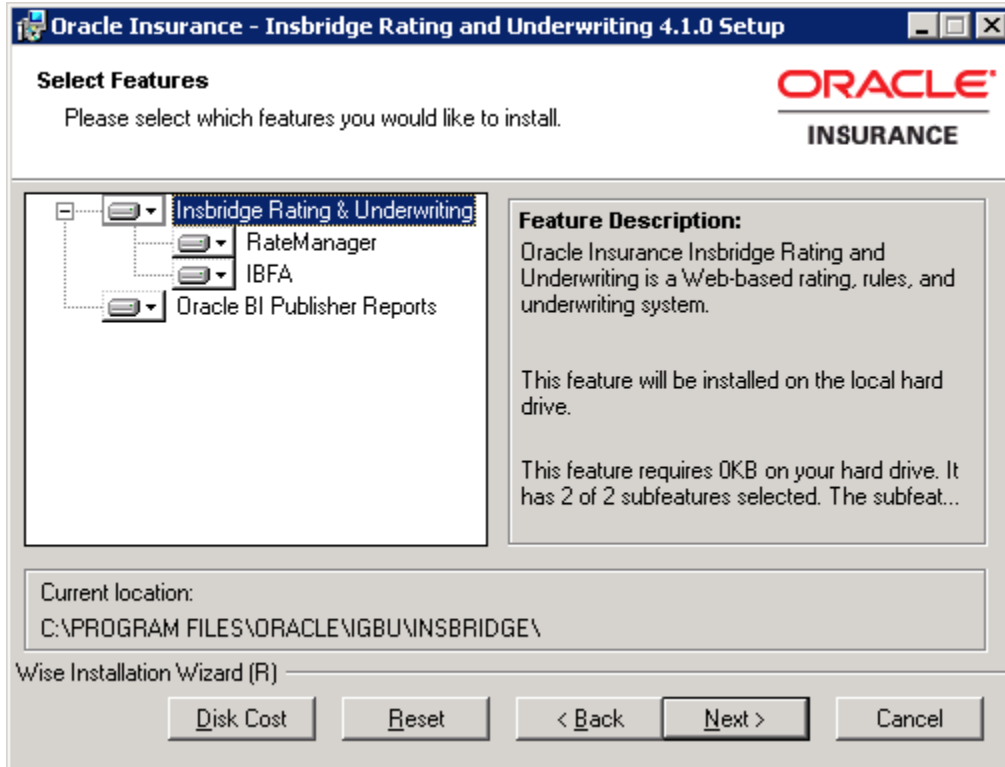 Oracle Insurance - Insbridge Rating and Underwriting 4.1.0 Setup
Select Features
Please select which features you would like to install.
ORACLE
INSURANCE
Insbridge Rating & Underwriting
RateManager
IBFA
Oracle BI Publisher Reports
Feature Description:
Oracle Insurance Insbridge Rating and
Underwriting is a Web-based rating, rules, and
underwriting system.
This feature will be installed on the local hard
drive.
This feature requires 0KB on your hard drive. It
has 2 of 2 subfeatures selected. The subfeat...
Current location:
C:\PROGRAM FILES\ORACLE\IGBU\INSBRIDGE\
Wise Installation Wizard (R)
Disk Cost
Reset
< Back
Next >
Cancel